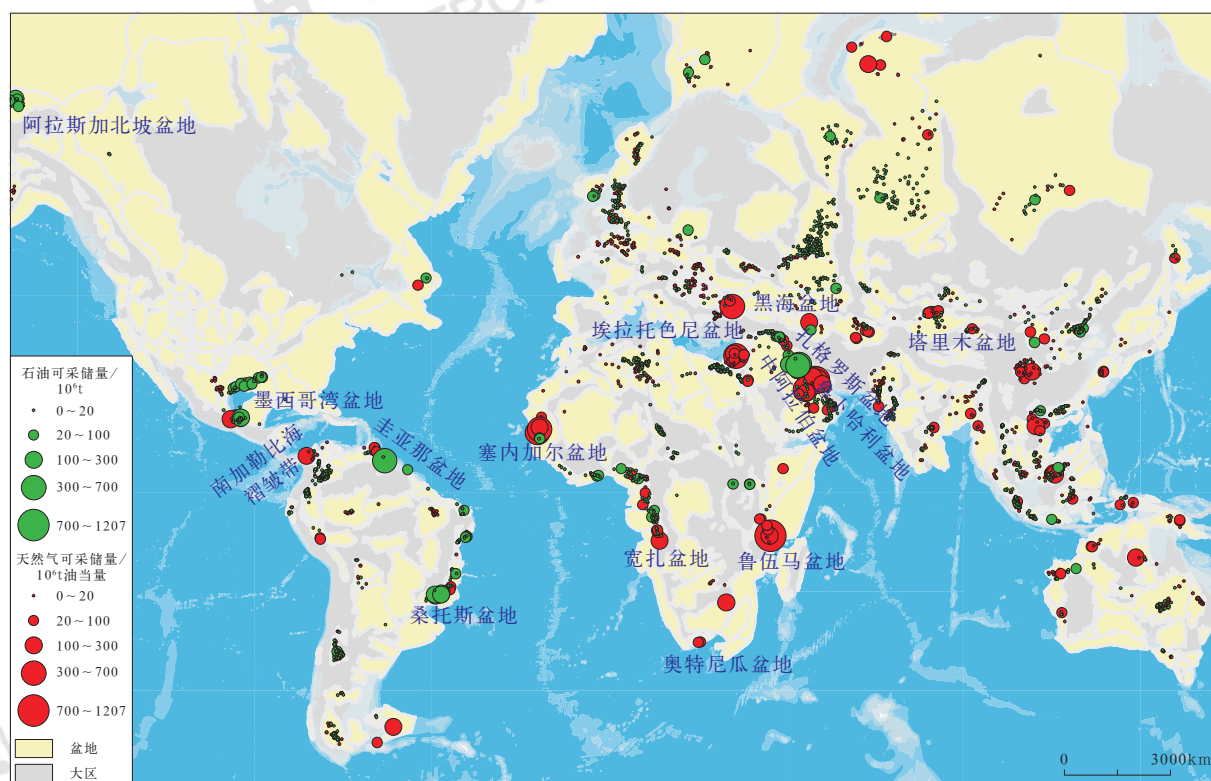 阿拉斯加北坡盆地
黑海盆地
埃拉托色尼盆地
塔里木盆地
扎格罗斯盆地
中阿拉伯盆地
鲁卜哈利盆地
墨西哥湾盆地
圭亚那盆地
南加勒比海
褶皱带
塞内加尔盆地
宽扎盆地
鲁伍马盆地
桑托斯盆地
奥特尼瓜盆地
石油可采储量/
10⁶t
0～20
20～100
100～300
300～700
700～1207
天然气可采储量/
10⁶t油当量
0～20
20～100
100～300
300～700
700～1207
盆地
大区
0 3000km